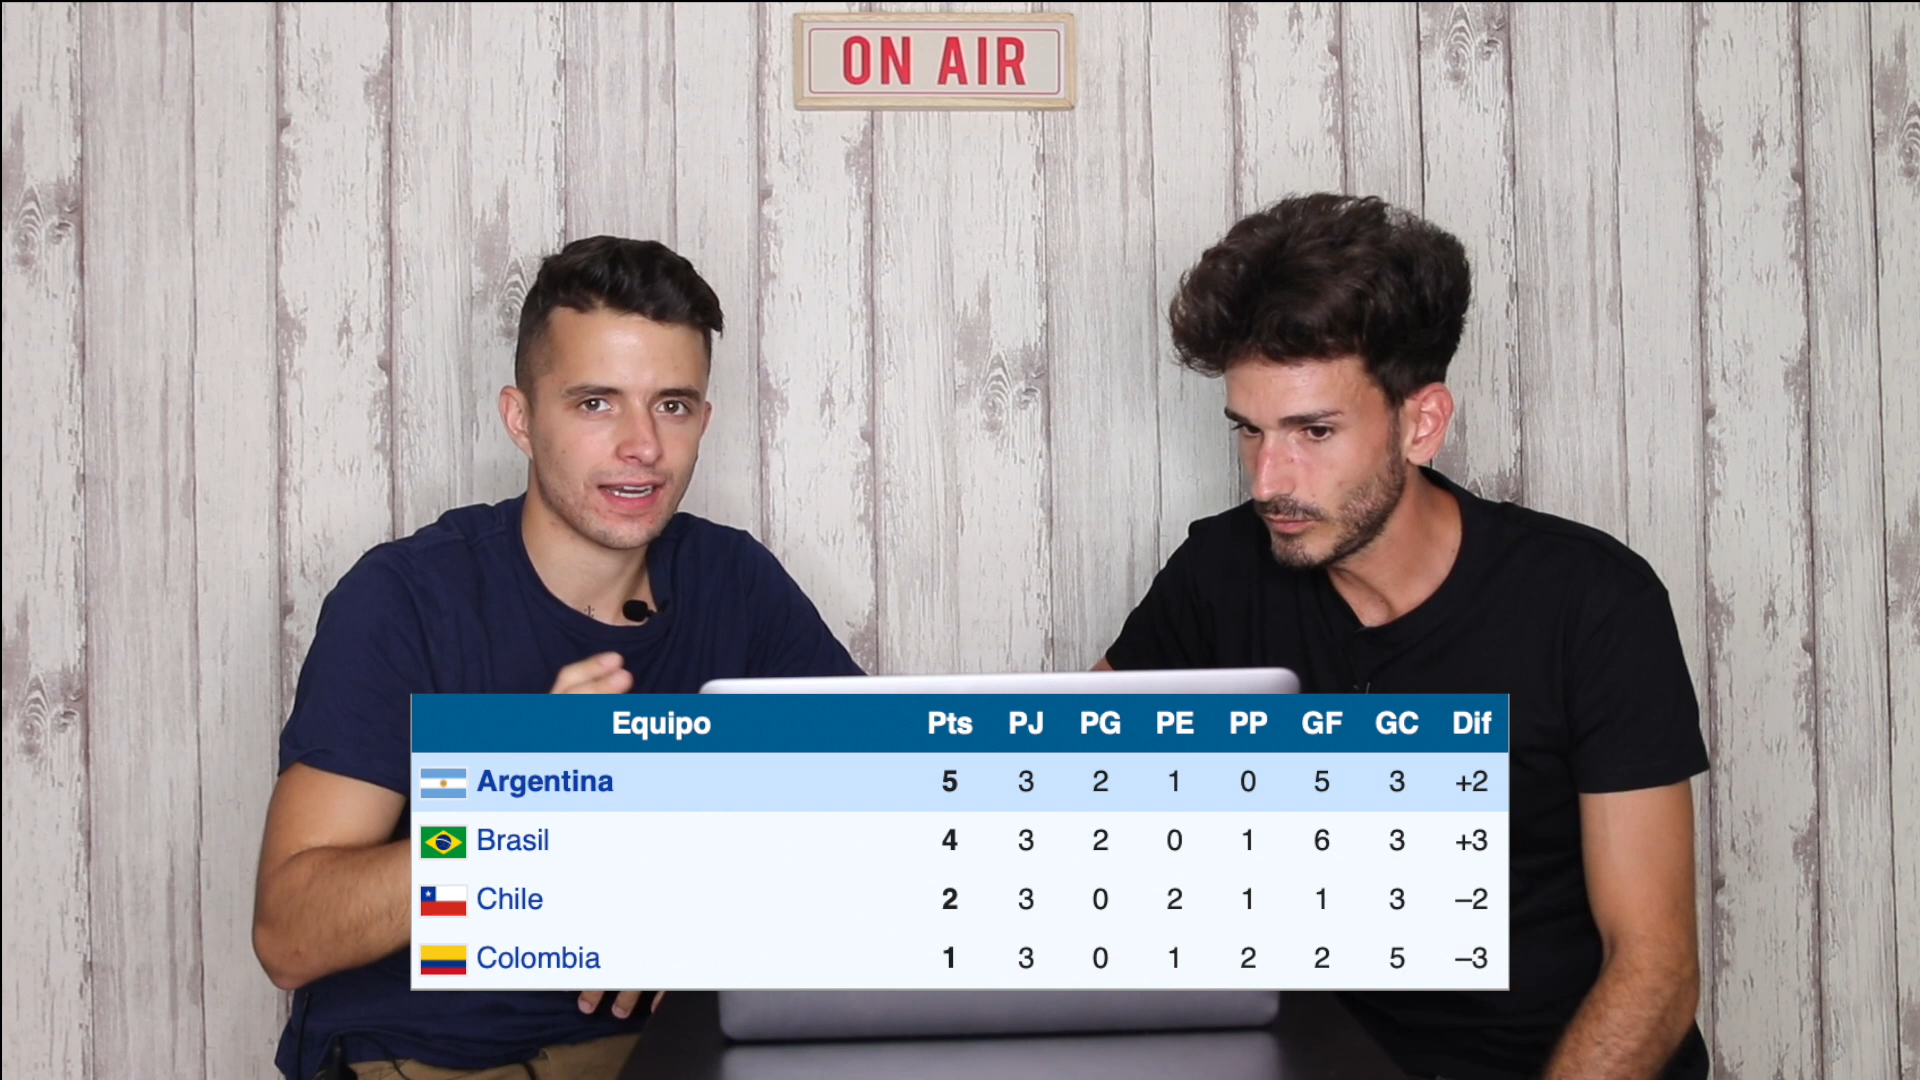 ON AIR
Equipo Pts PJ PG PE PP GF GC Dif
Argentina 5 3 2 1 0 5 3 +2
Brasil 4 3 2 0 1 6 3 +3
Chile 2 3 0 2 1 1 3 –2
Colombia 1 3 0 1 2 2 5 –3